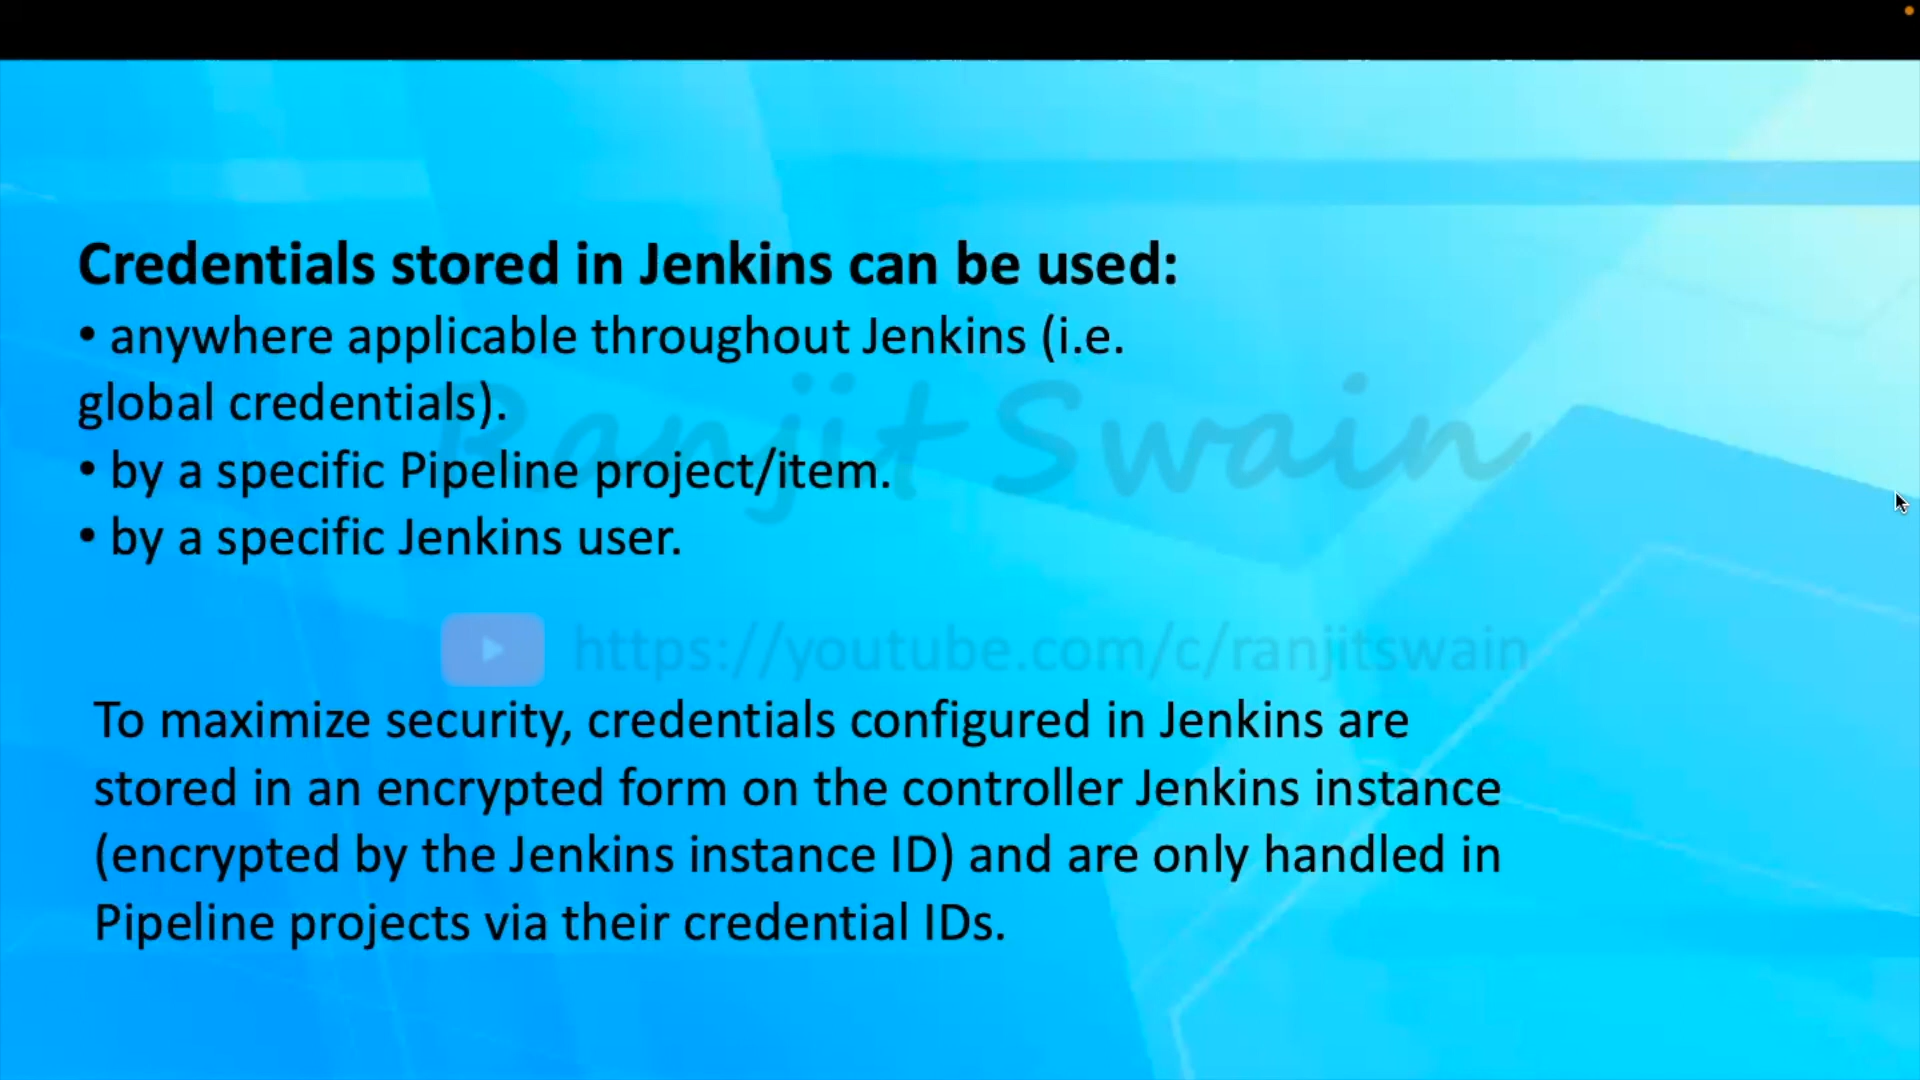 Credentials stored in Jenkins can be used:
• anywhere applicable throughout Jenkins (i.e.
global credentials).
Ranjit Swain
• by a specific Pipeline project/item.
• by a specific Jenkins user.
https://youtube.com/c/ranjitswain
To maximize security, credentials configured in Jenkins are
stored in an encrypted form on the controller Jenkins instance
(encrypted by the Jenkins instance ID) and are only handled in
Pipeline projects via their credential IDs.